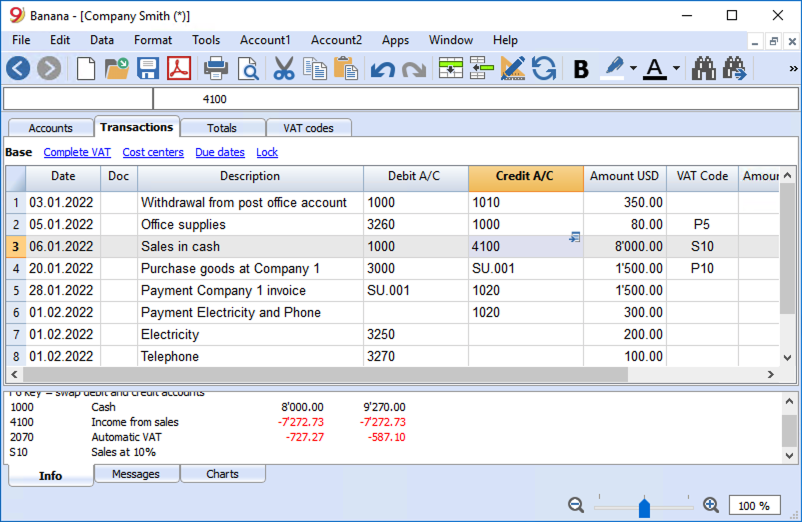 Banana - [Company Smith (*)]
File Edit Data Format Tools Account1 Account2 Apps Window Help
B A »
4100
Accounts Transactions Totals VAT codes
Base Complete VAT Cost centers Due dates Lock
Date Doc Description Debit A/C Credit A/C Amount USD VAT Code Amour
1 03.01.2022 Withdrawal from post office account 1000 1010 350.00
2 05.01.2022 Office supplies 3260 1000 80.00 P5
3 06.01.2022 Sales in cash 1000 4100 8'000.00 S10
4 20.01.2022 Purchase goods at Company 1 3000 SU.001 1'500.00 P10
5 28.01.2022 Payment Company 1 invoice SU.001 1020 1'500.00
6 01.02.2022 Payment Electricity and Phone 1020 300.00
7 01.02.2022 Electricity 3250 200.00
8 01.02.2022 Telephone 3270 100.00
key = swap debit and credit accounts
1000 Cash 8'000.00 9'270.00
4100 Income from sales -7'272.73 -7'272.73
2070 Automatic VAT -727.27 -587.10
S10 Sales at 10%
Info Messages Charts
100 %